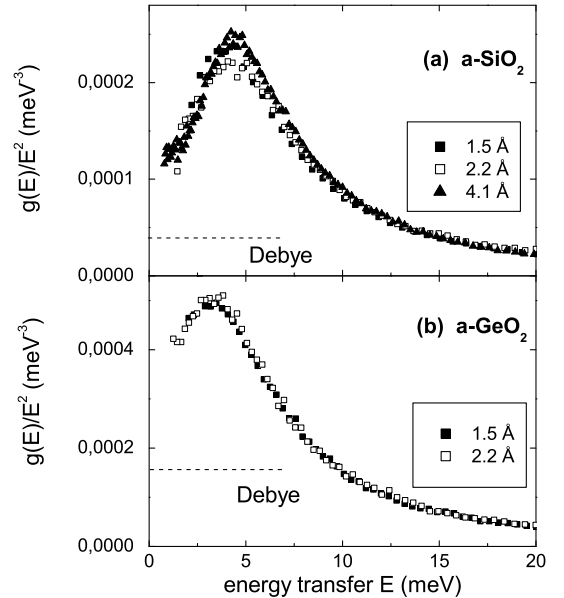 0,0002
0,0001
0,0000
g(E)/E² (meV⁻³)
(a) a-SiO₂
1.5 Å
2.2 Å
4.1 Å
Debye
0,0004
0,0002
0,0000
g(E)/E² (meV⁻³)
(b) a-GeO₂
1.5 Å
2.2 Å
Debye
0 5 10 15 20
energy transfer E (meV)